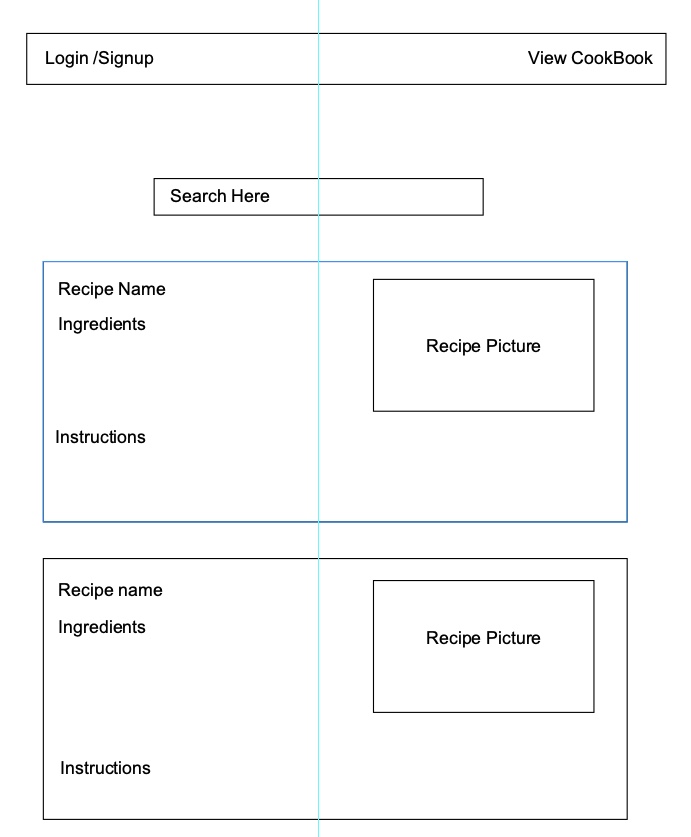 Login /Signup
View CookBook
Search Here
Recipe Name
Ingredients
Recipe Picture
Instructions
Recipe name
Ingredients
Recipe Picture
Instructions